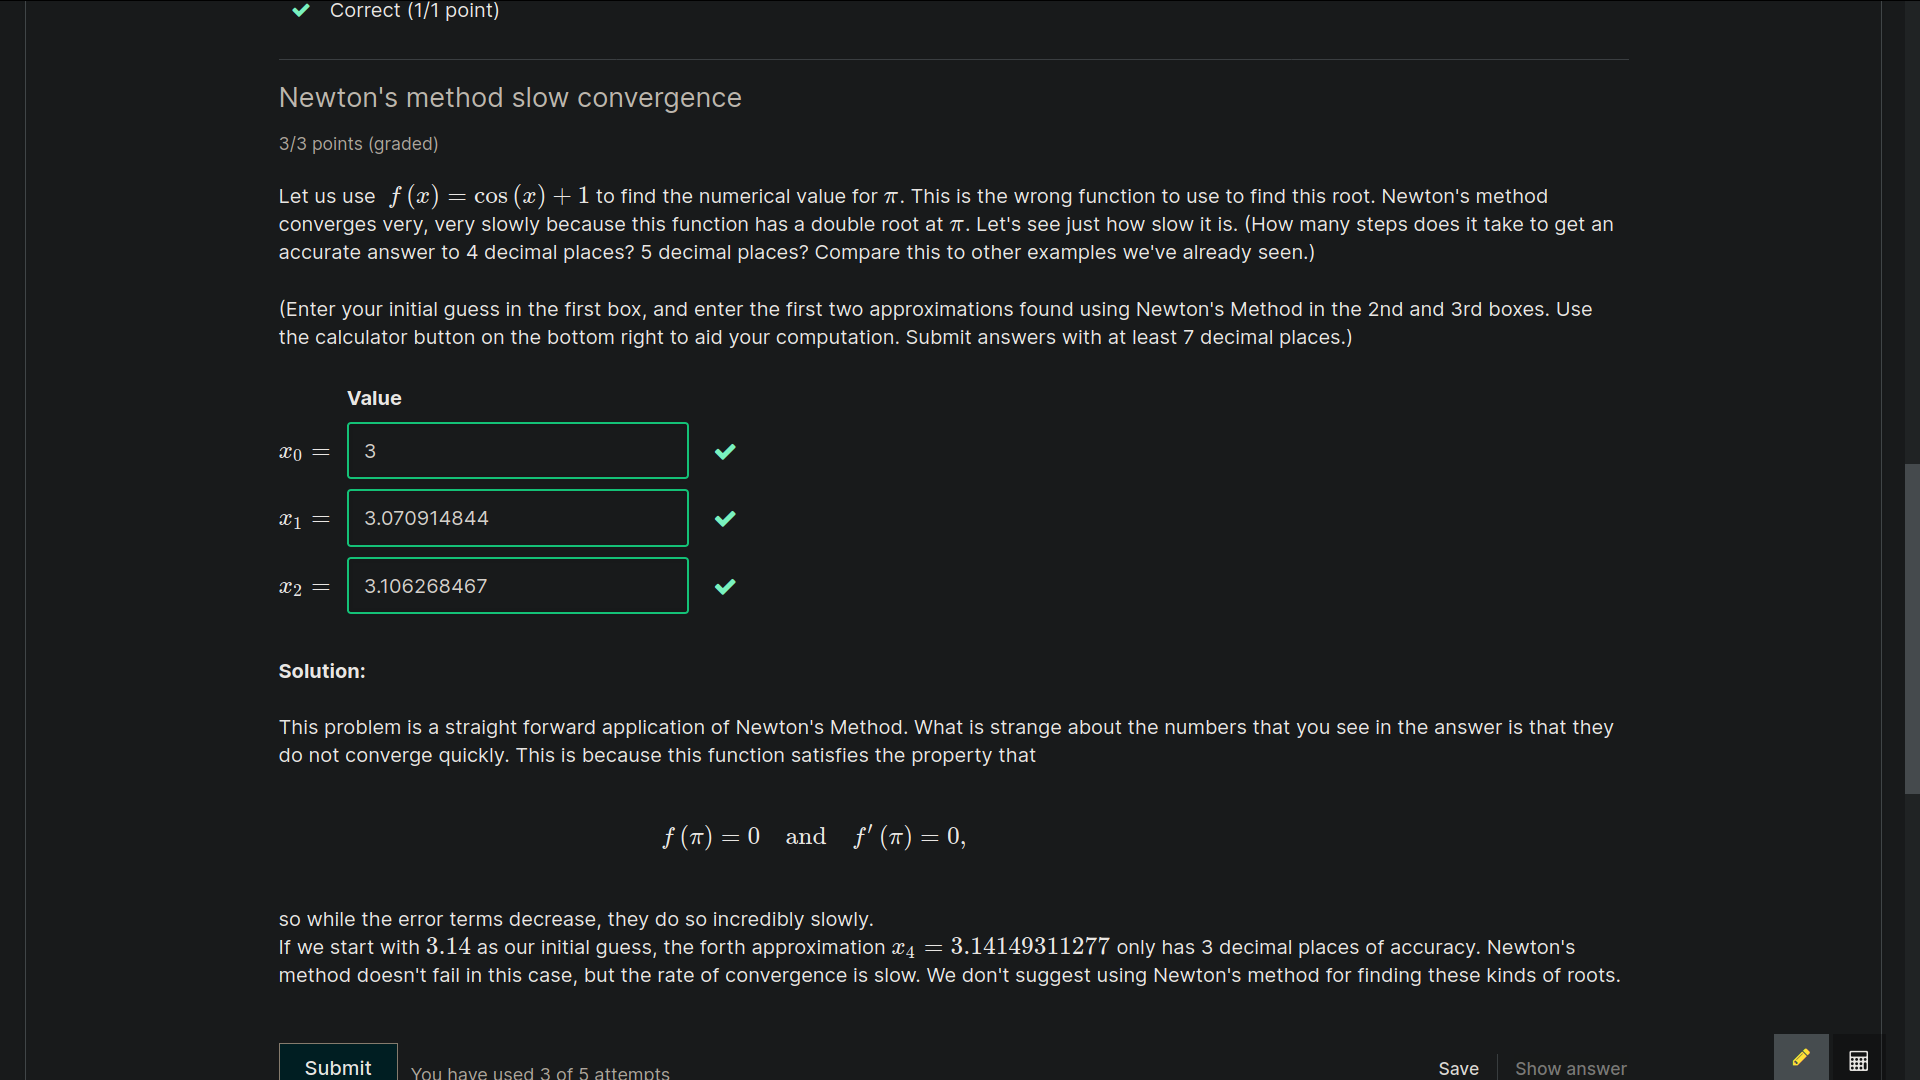 Correct (1/1 point)
Newton's method slow convergence
3/3 points (graded)
Let us use f (x) = cos (x) + 1 to find the numerical value for π. This is the wrong function to use to find this root. Newton's method
converges very, very slowly because this function has a double root at π. Let's see just how slow it is. (How many steps does it take to get an
accurate answer to 4 decimal places? 5 decimal places? Compare this to other examples we've already seen.)
(Enter your initial guess in the first box, and enter the first two approximations found using Newton's Method in the 2nd and 3rd boxes. Use
the calculator button on the bottom right to aid your computation. Submit answers with at least 7 decimal places.)
Value
x₀ = 3
x₁ = 3.070914844
x₂ = 3.106268467
Solution:
This problem is a straight forward application of Newton's Method. What is strange about the numbers that you see in the answer is that they
do not converge quickly. This is because this function satisfies the property that
f (π) = 0 and f′ (π) = 0,
so while the error terms decrease, they do so incredibly slowly.
If we start with 3.14 as our initial guess, the forth approximation x₄ = 3.14149311277 only has 3 decimal places of accuracy. Newton's
method doesn't fail in this case, but the rate of convergence is slow. We don't suggest using Newton's method for finding these kinds of roots.
Submit You have used 3 of 5 attempts Save Show answer